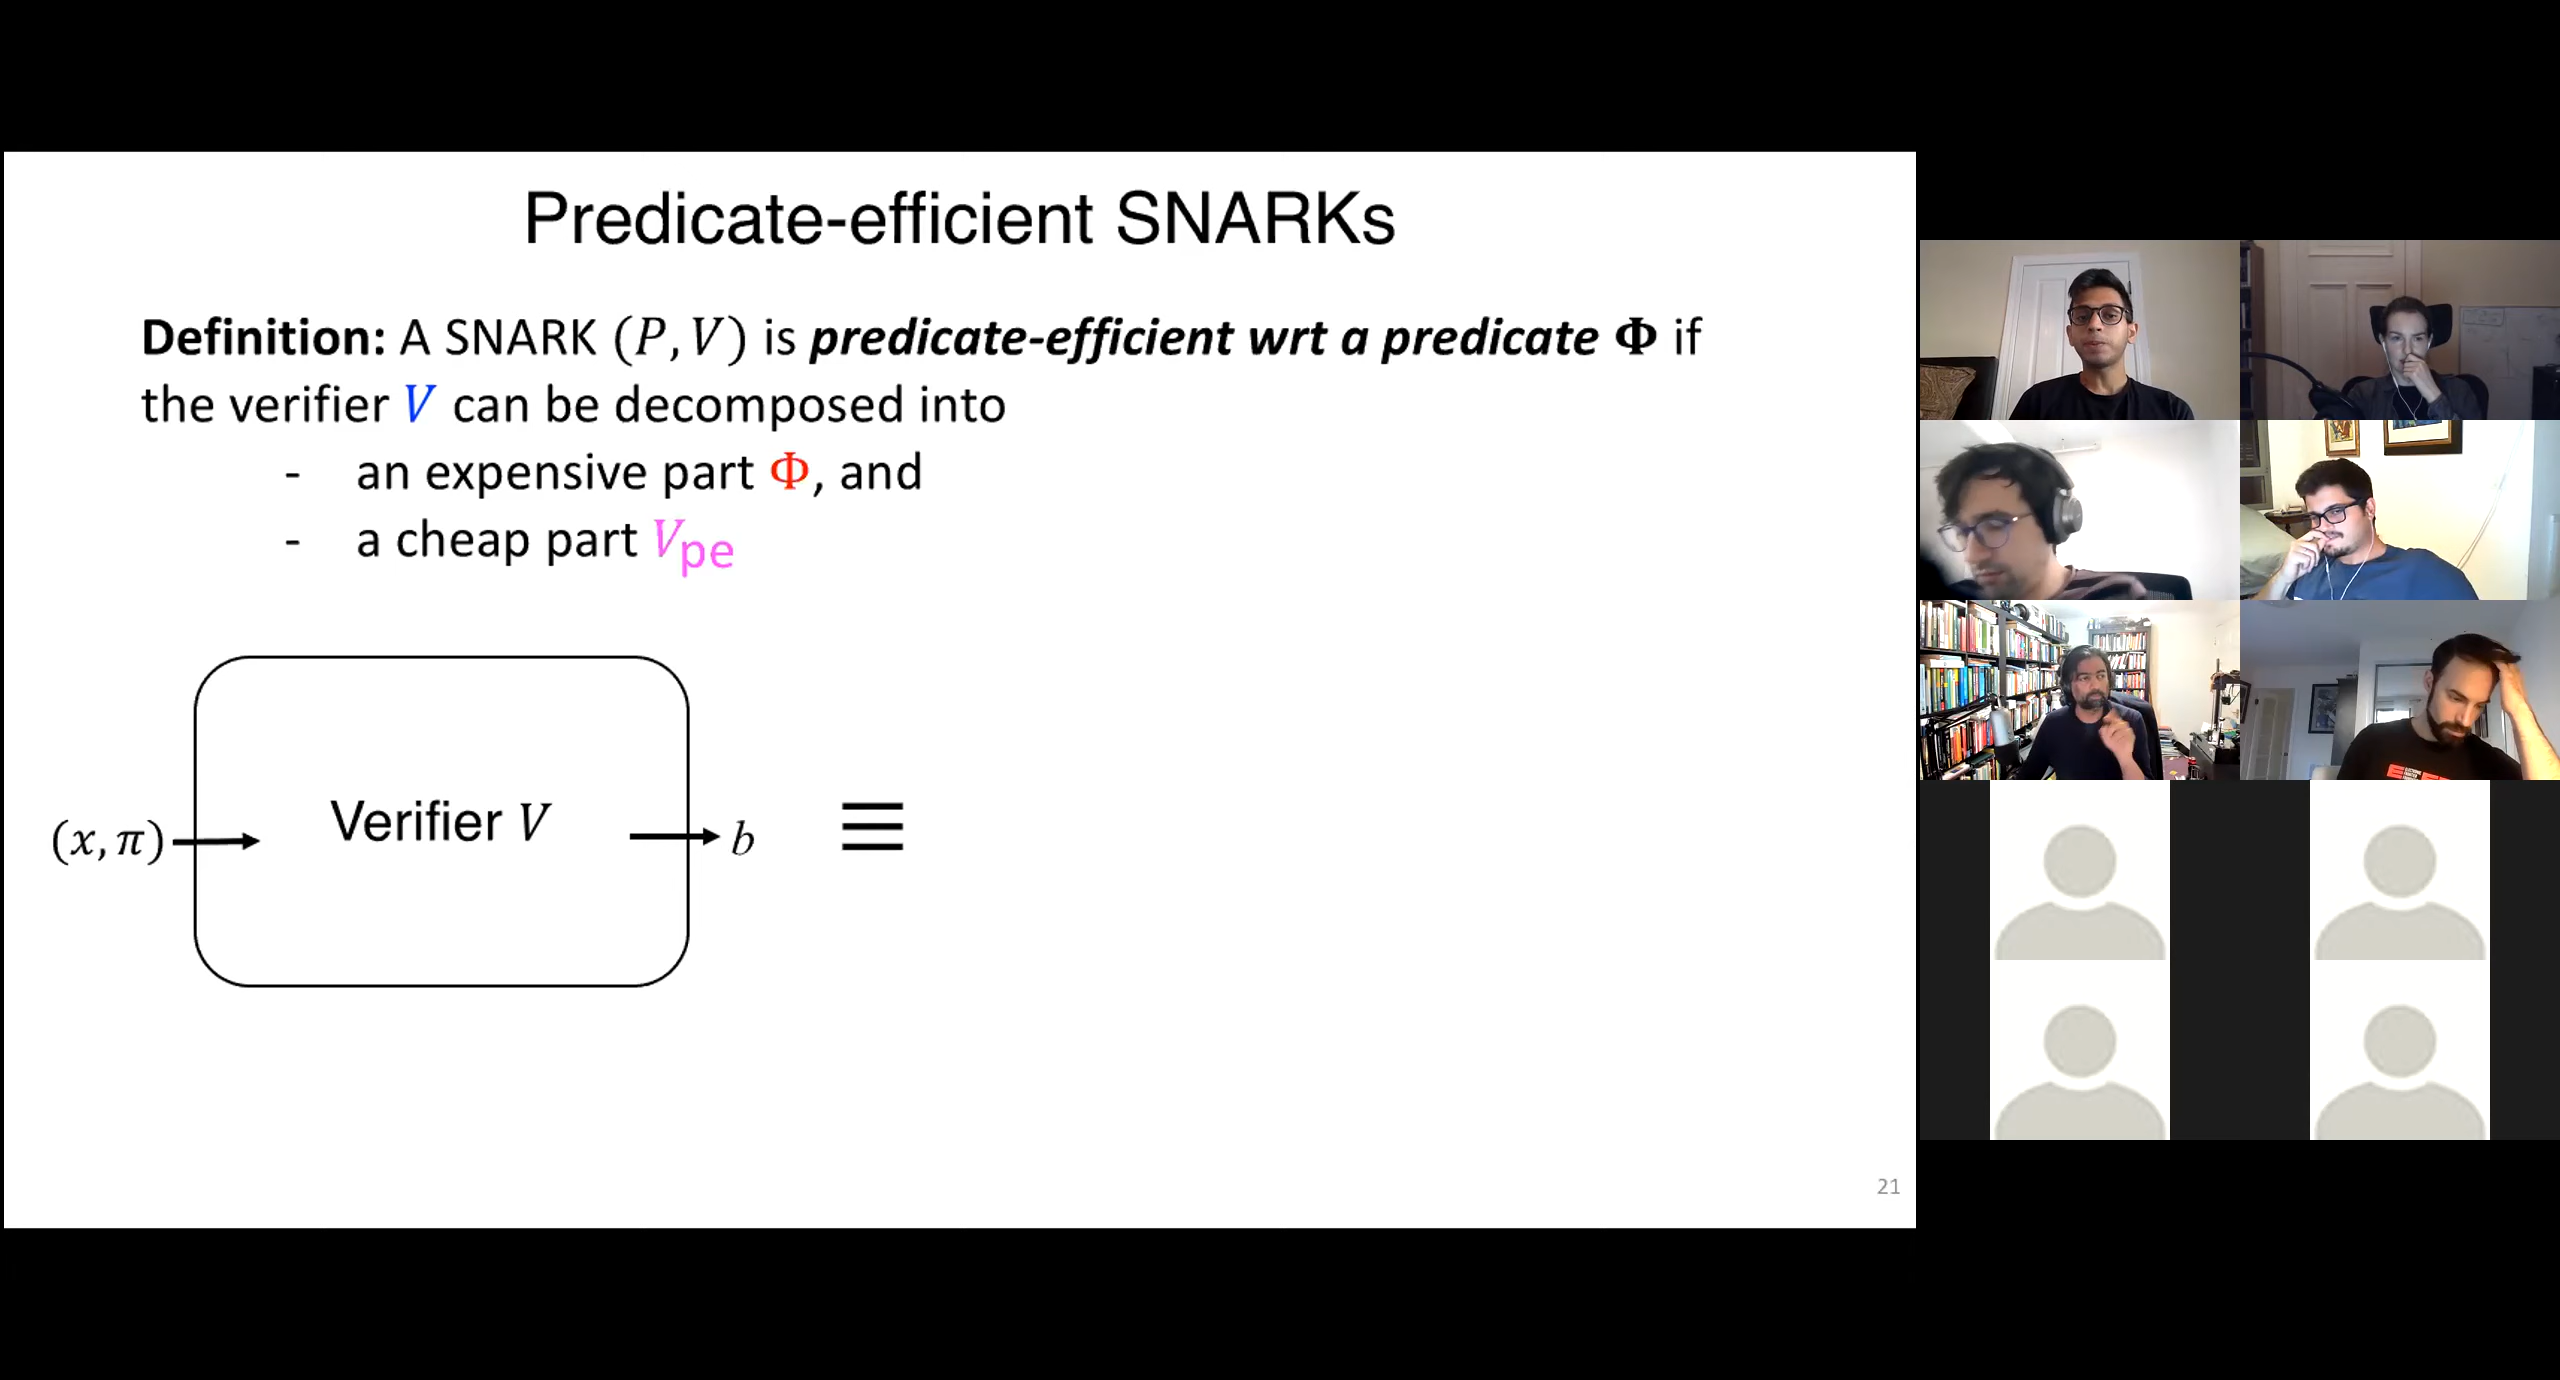 Predicate-efficient SNARKs
Definition: A SNARK (P, V) is predicate-efficient wrt a predicate Φ if
the verifier V can be decomposed into
- an expensive part Φ, and
- a cheap part Vpe
(x, π)
Verifier V
b
≡
21